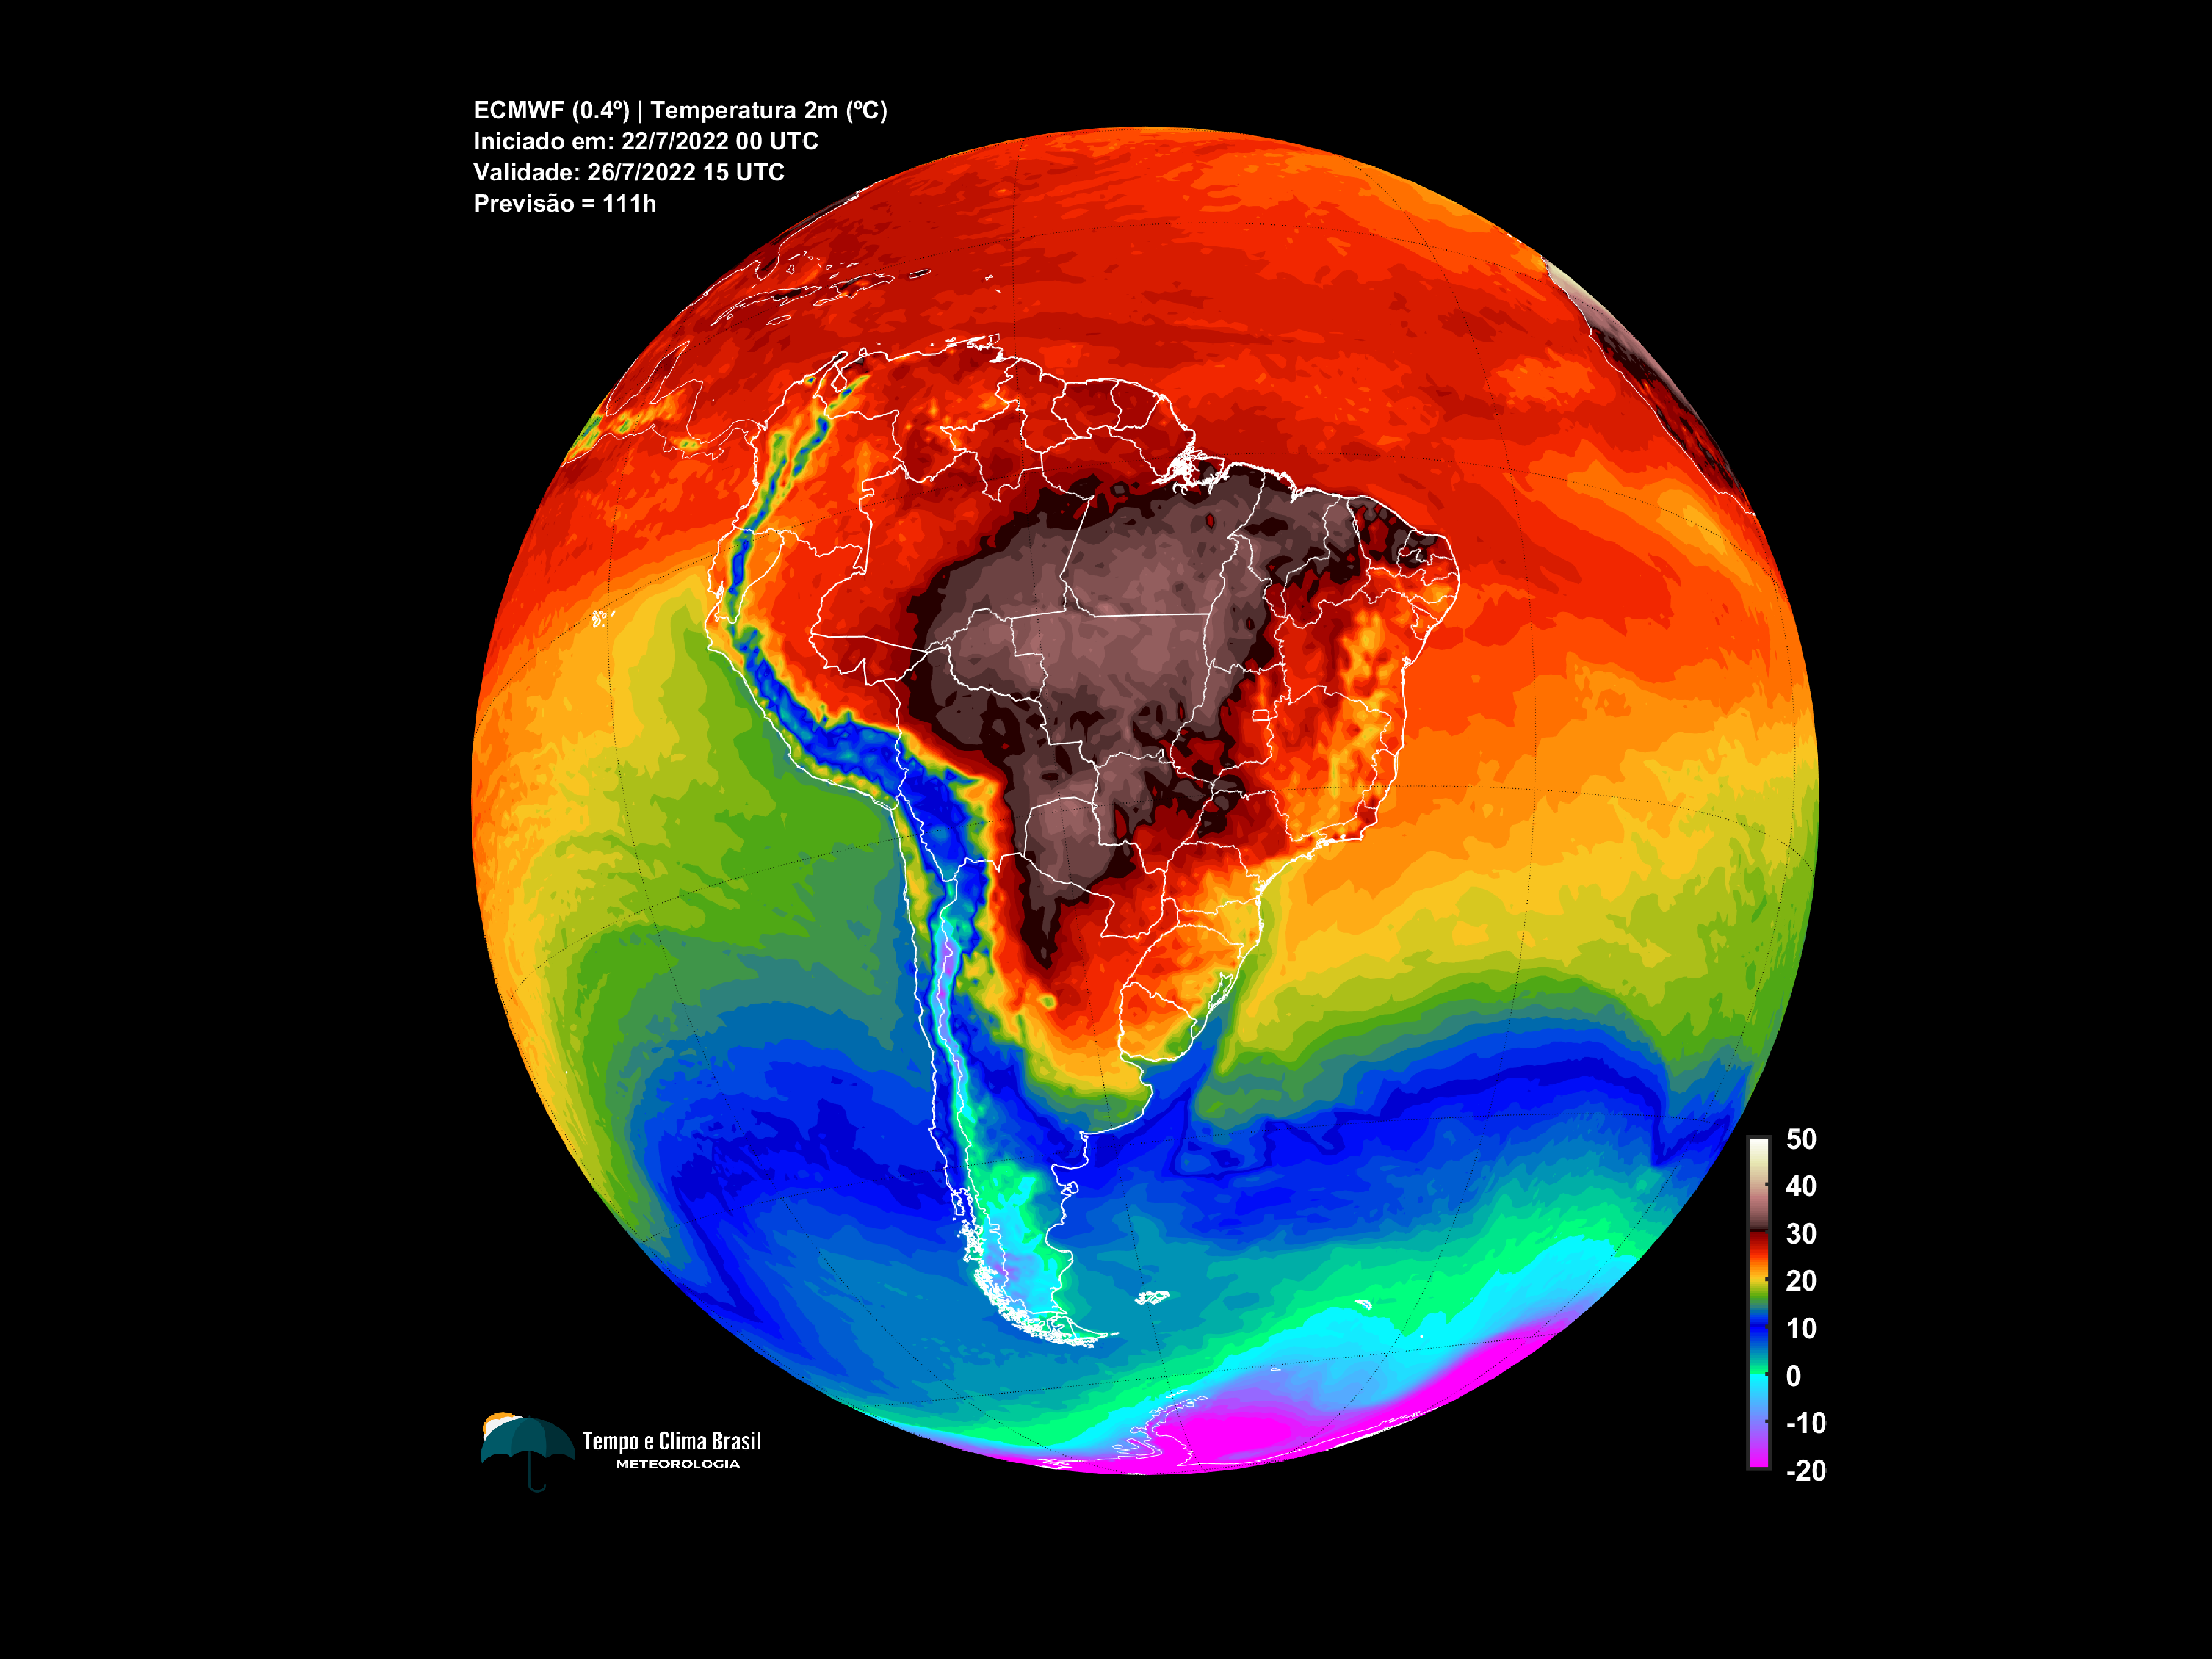 ECMWF (0.4º) | Temperatura 2m (ºC)
Iniciado em: 22/7/2022 00 UTC
Validade: 26/7/2022 15 UTC
Previsão = 111h
50
40
30
20
10
0
-10
-20
Tempo e Clima Brasil
METEOROLOGIA